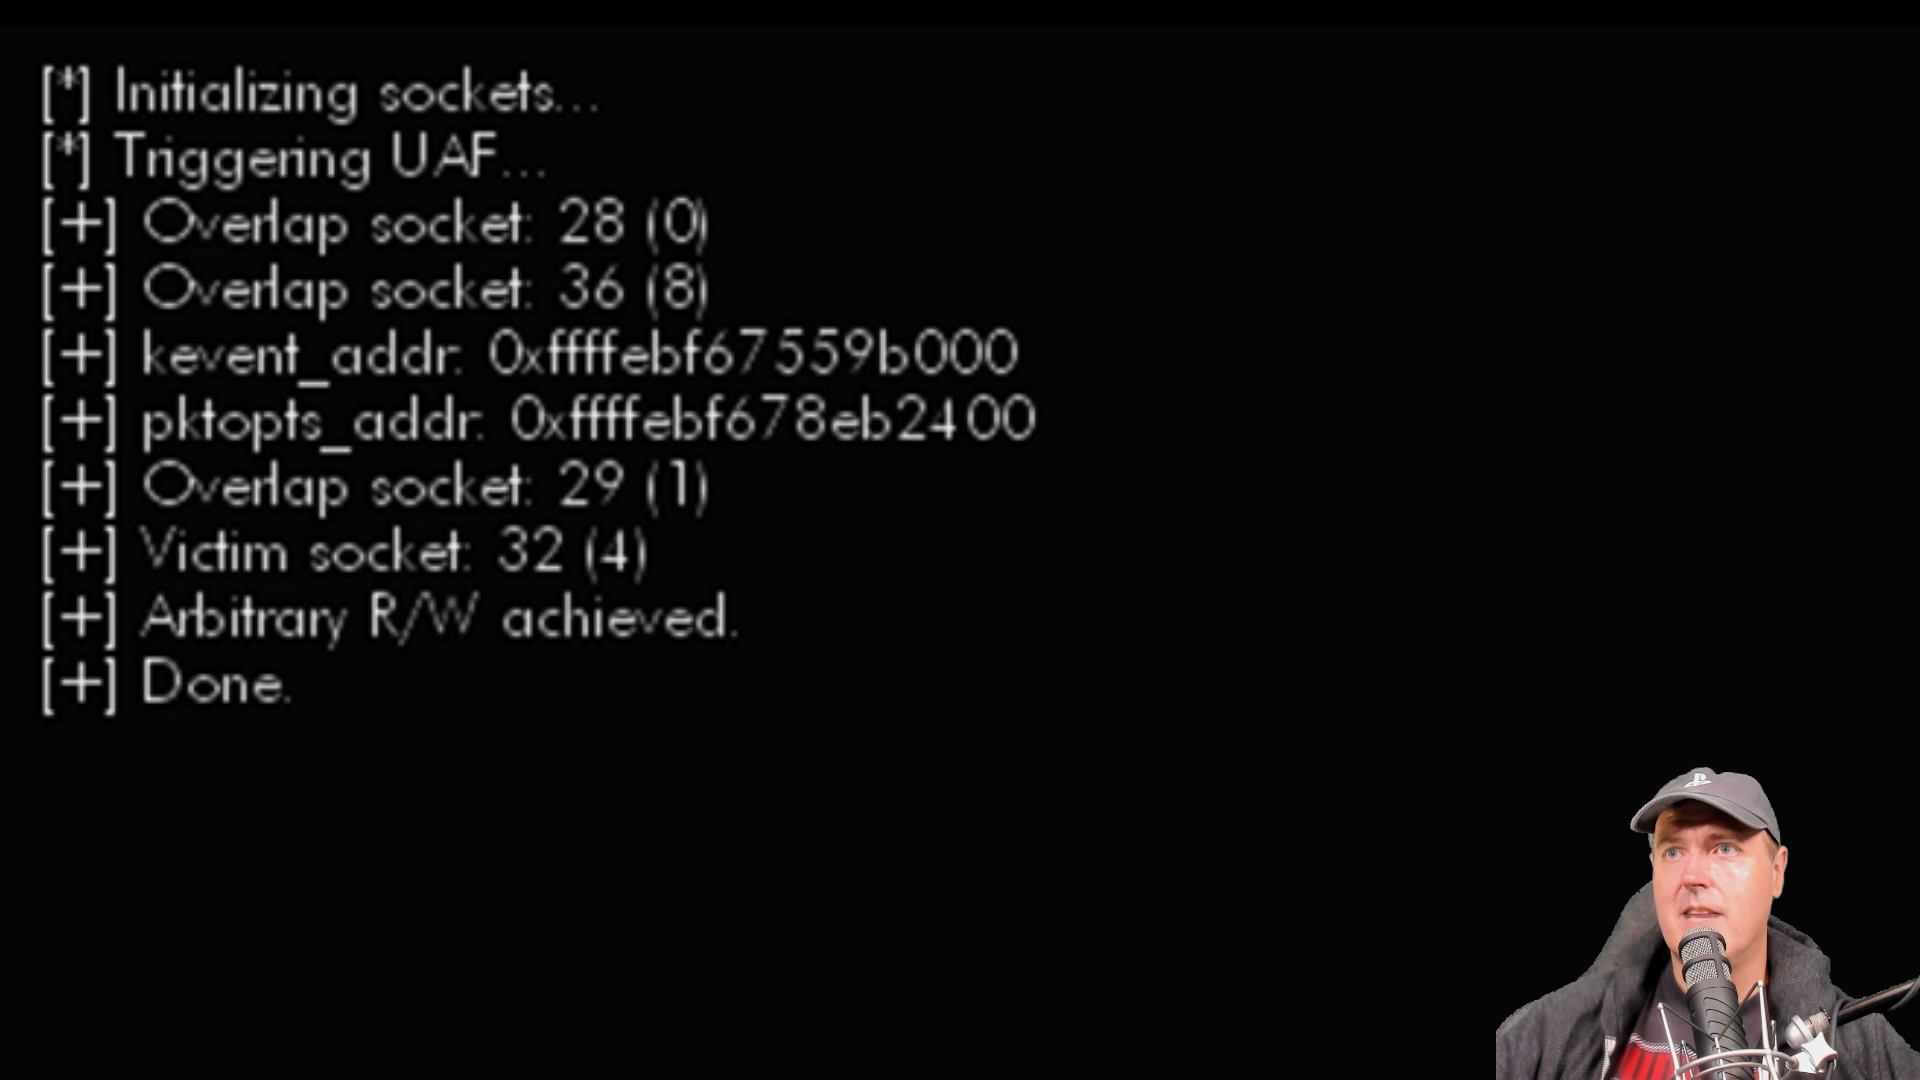 [*] Initializing sockets...
[*] Triggering UAF...
[+] Overlap socket: 28 (0)
[+] Overlap socket: 36 (8)
[+] kevent_addr: 0xffffebf67559b000
[+] pktopts_addr: 0xffffebf678eb2400
[+] Overlap socket: 29 (1)
[+] Victim socket: 32 (4)
[+] Arbitrary R/W achieved.
[+] Done.